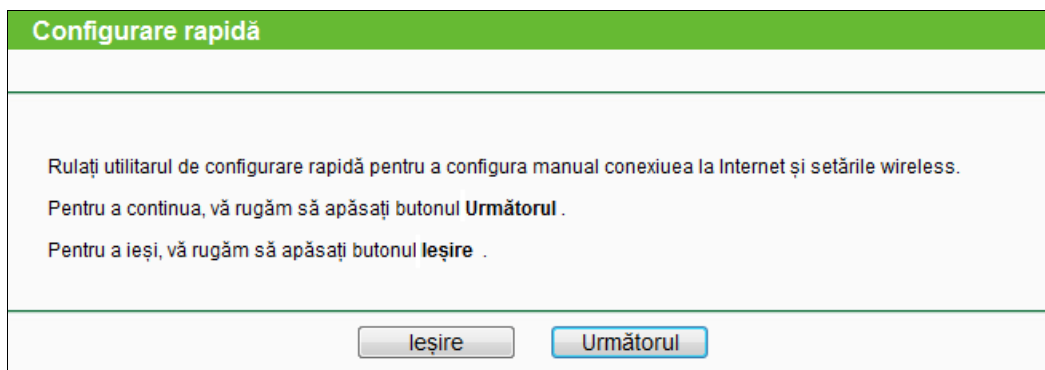 Configurare rapidă
Rulați utilitarul de configurare rapidă pentru a configura manual conexiuea la Internet și setările wireless.
Pentru a continua, vă rugăm să apăsați butonul Următorul .
Pentru a ieși, vă rugăm să apăsați butonul Ieșire .
Ieșire Următorul